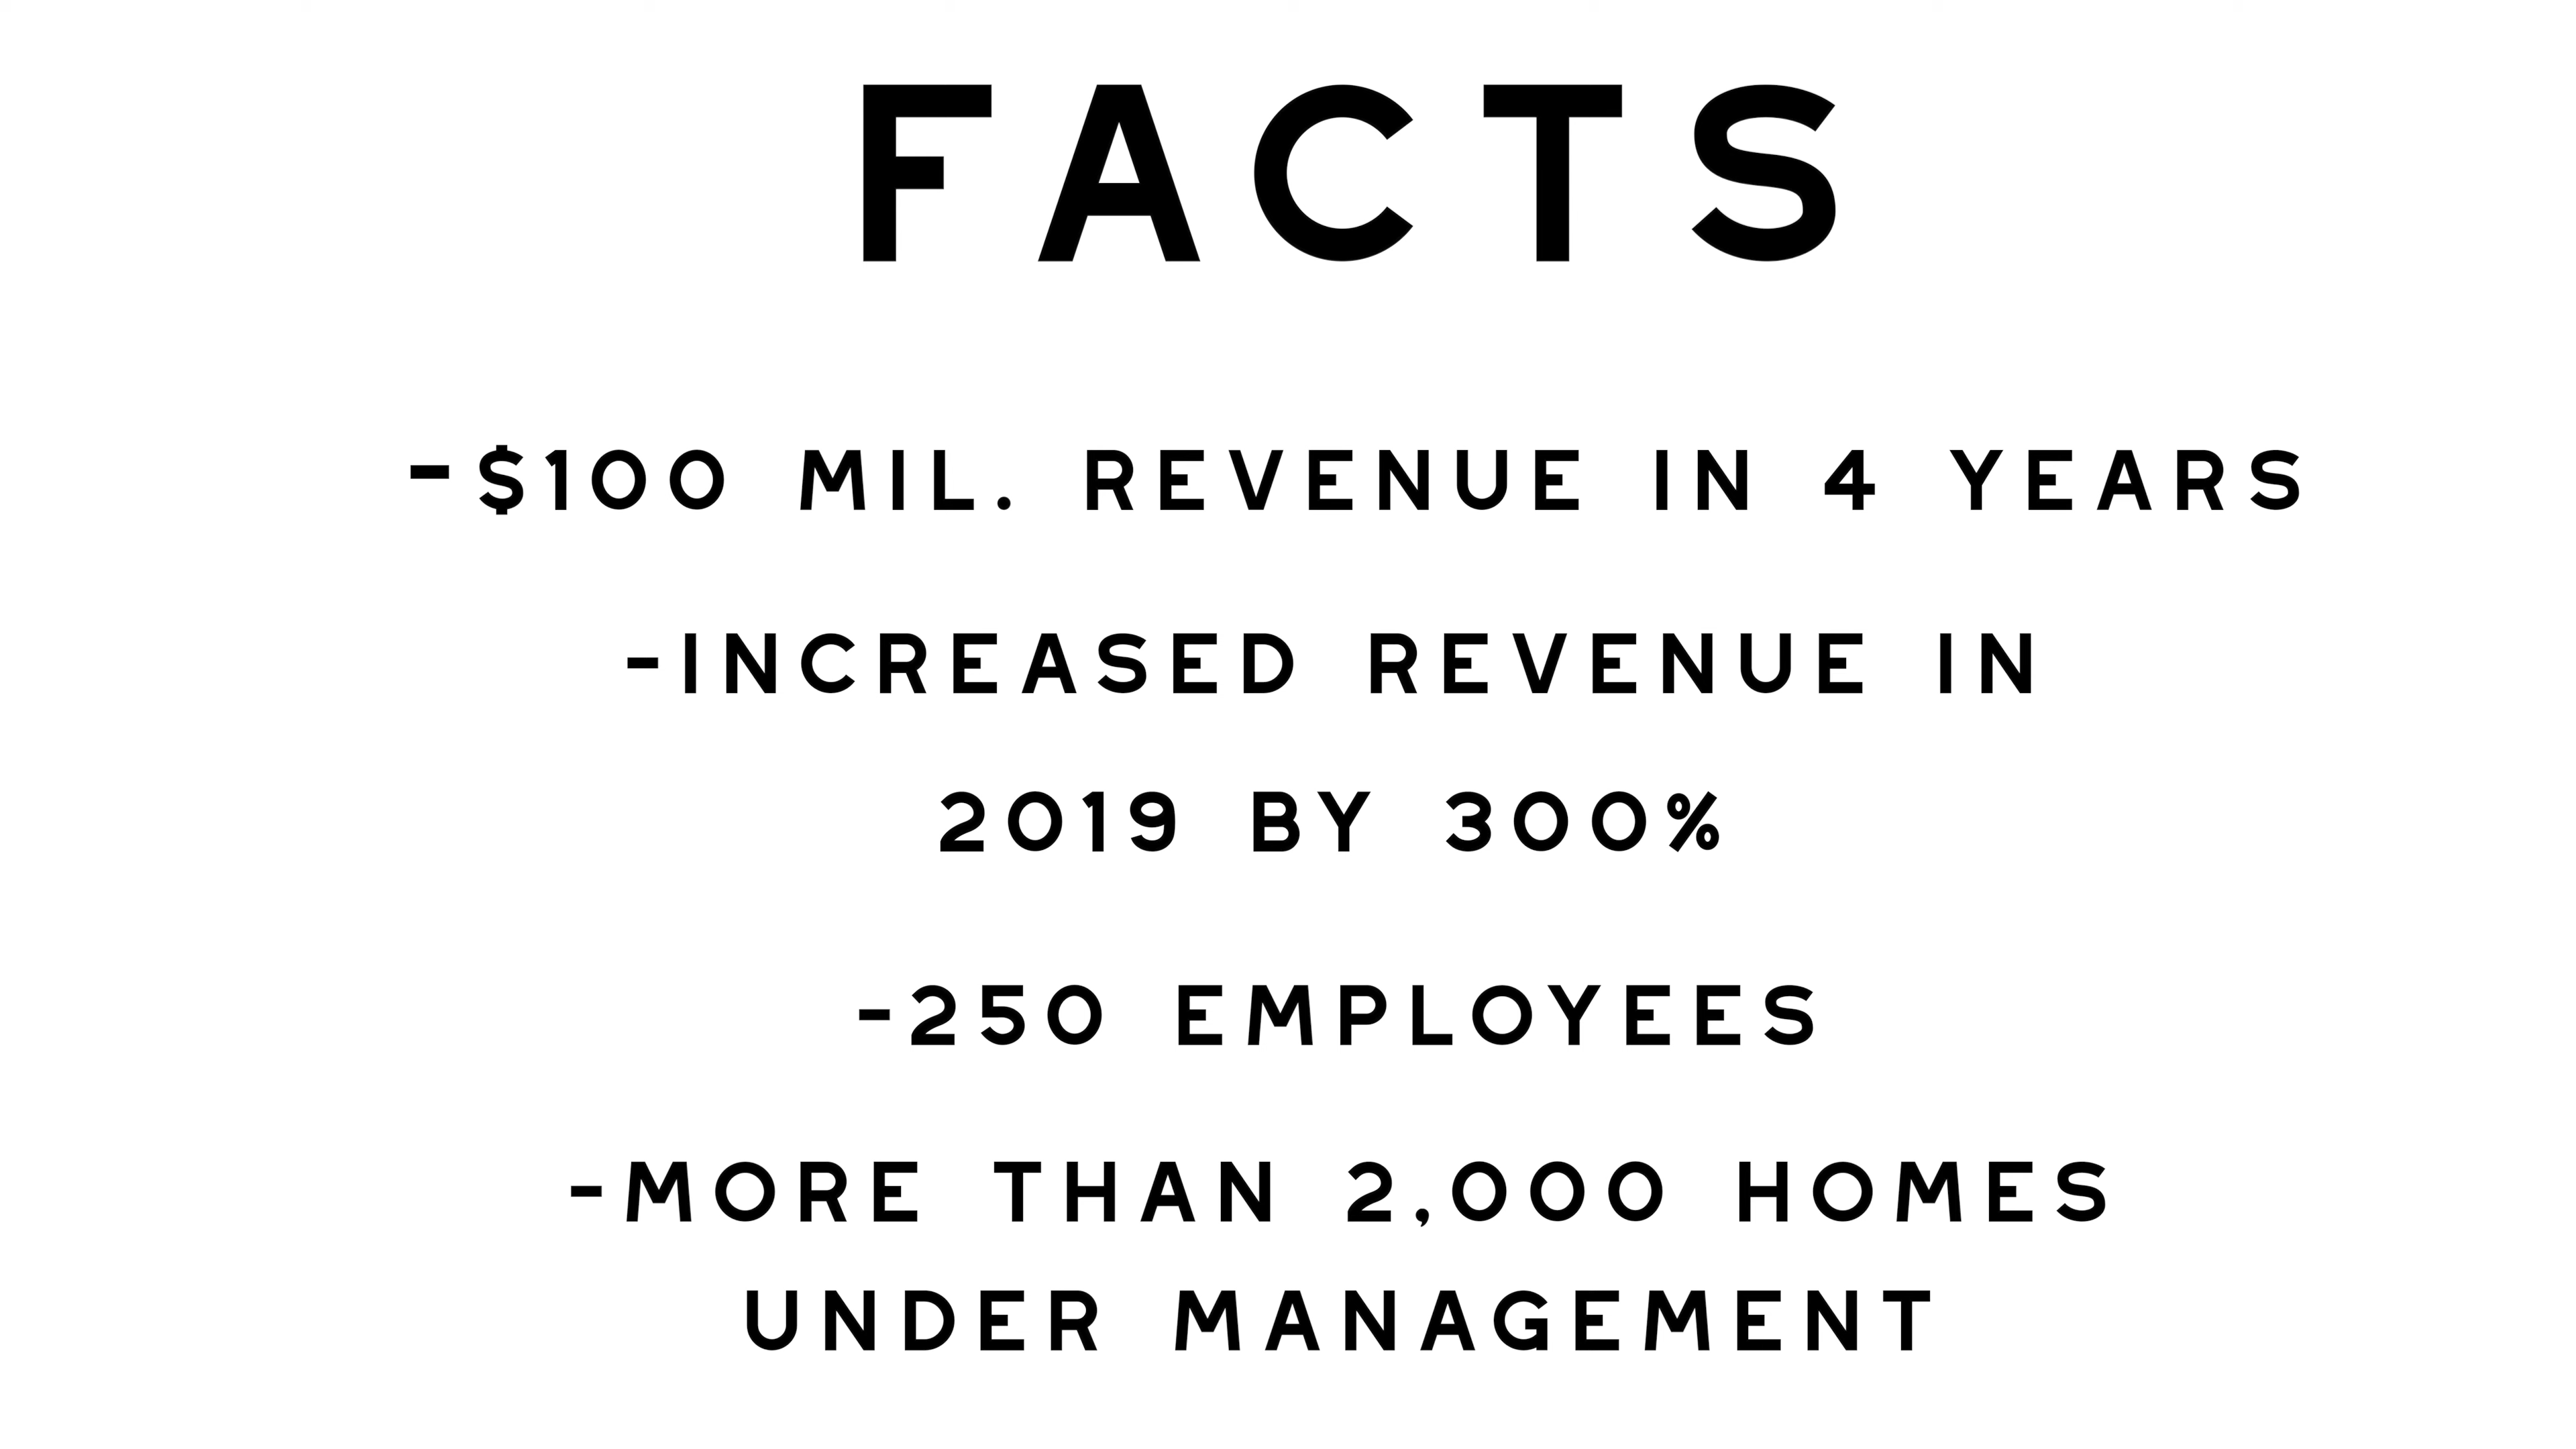 FACTS
-$100 MIL. REVENUE IN 4 YEARS
-INCREASED REVENUE IN
2019 BY 300%
-250 EMPLOYEES
-MORE THAN 2,000 HOMES
UNDER MANAGEMENT